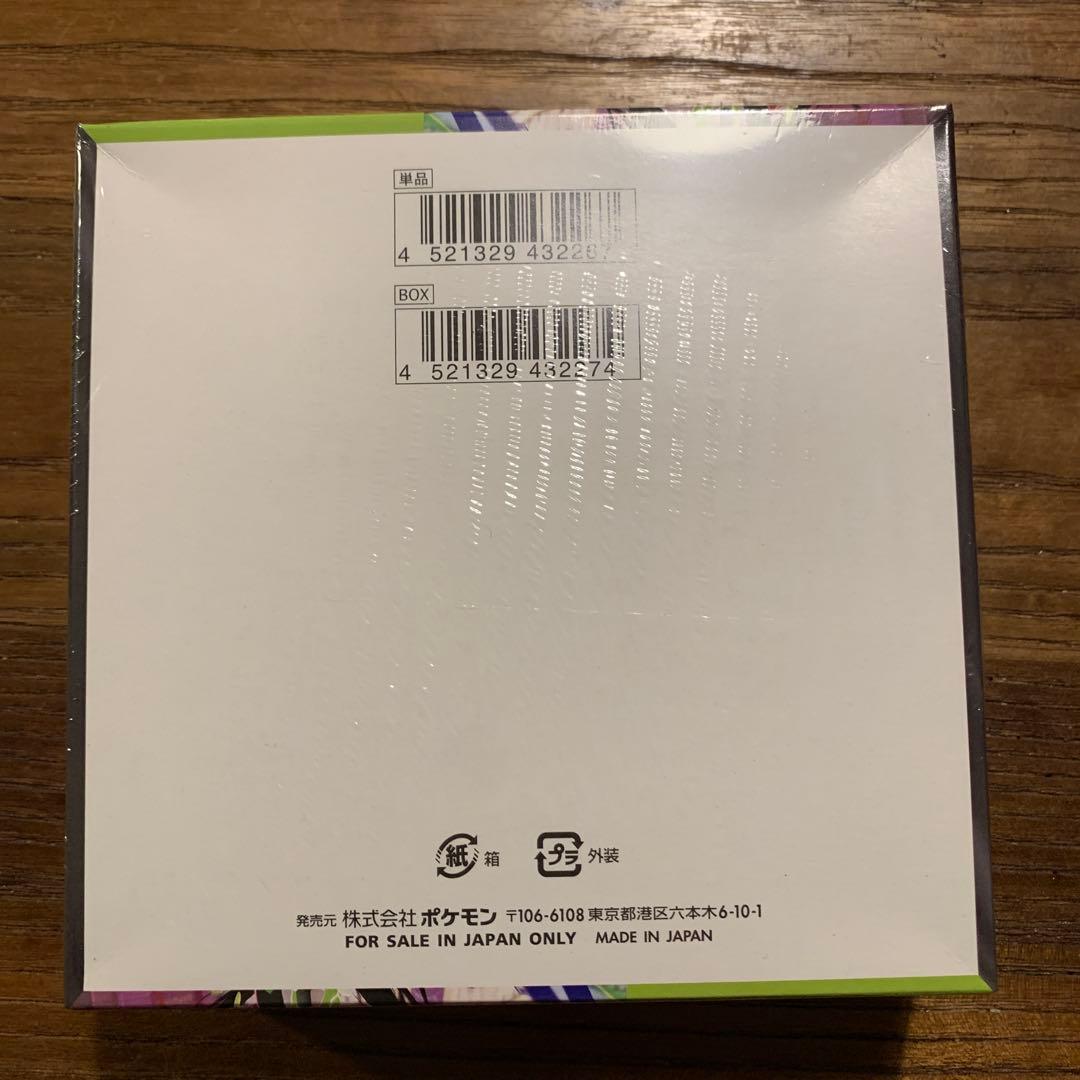 単品
4 521329 432267
BOX
4 521329 432274
紙 箱 プラ 外装
発売元 株式会社 ポケモン 〒106-6108 東京都港区六本木6-10-1
FOR SALE IN JAPAN ONLY MADE IN JAPAN